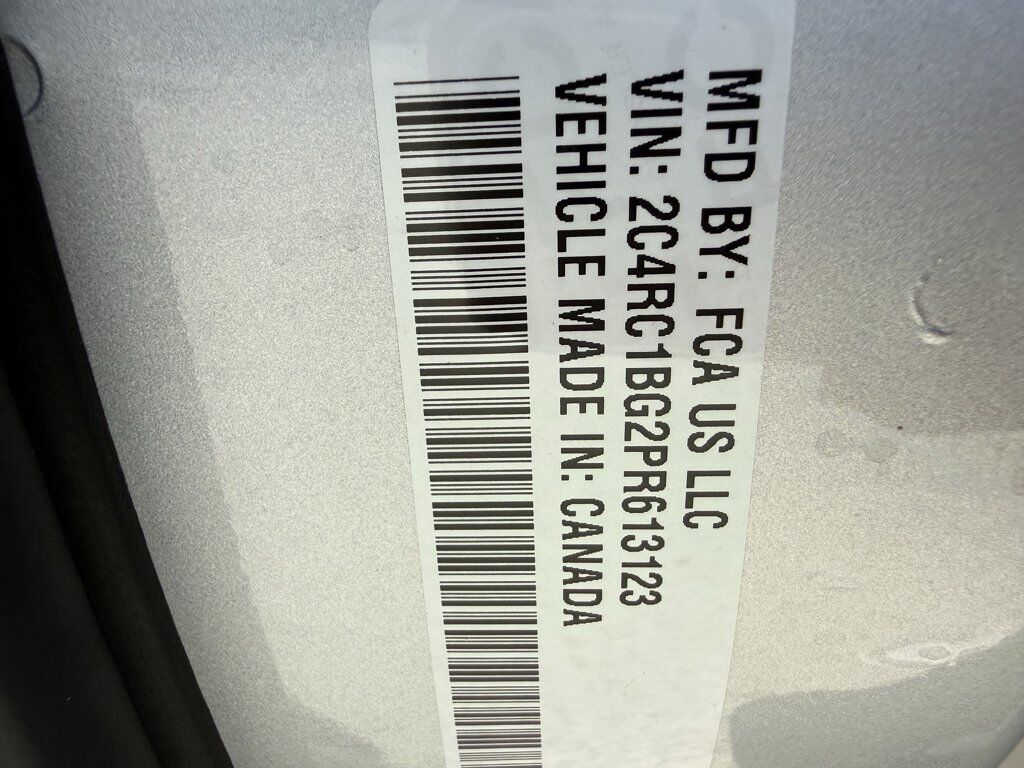 MFD BY: FCA US LLC
VIN: 2C4RC1BG2PR613123
VEHICLE MADE IN: CANADA